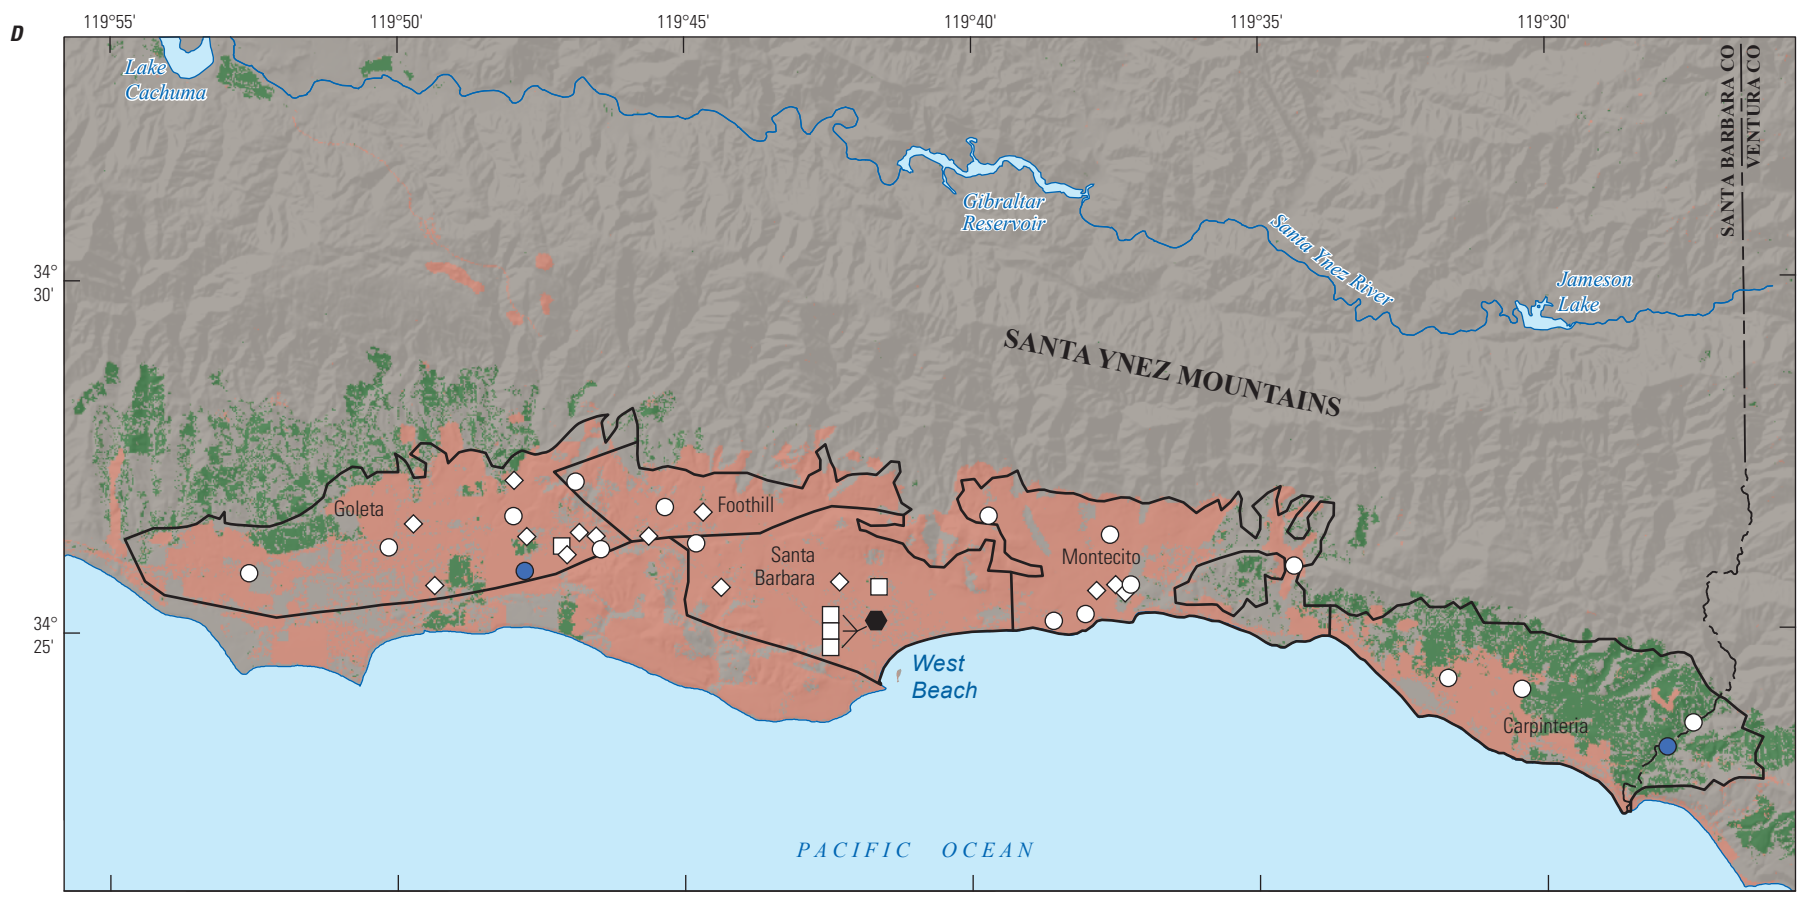 D
119°55'
119°50'
119°45'
119°40'
119°35'
119°30'
Lake
Cachuma
SANTA BARBARA CO
VENTURA CO
Gibraltar
Reservoir
Santa Ynez River
34°
30'
Jameson
Lake
SANTA YNEZ MOUNTAINS
Goleta
Foothill
Santa
Barbara
Montecito
34°
25'
West
Beach
Carpinteria
PACIFIC OCEAN